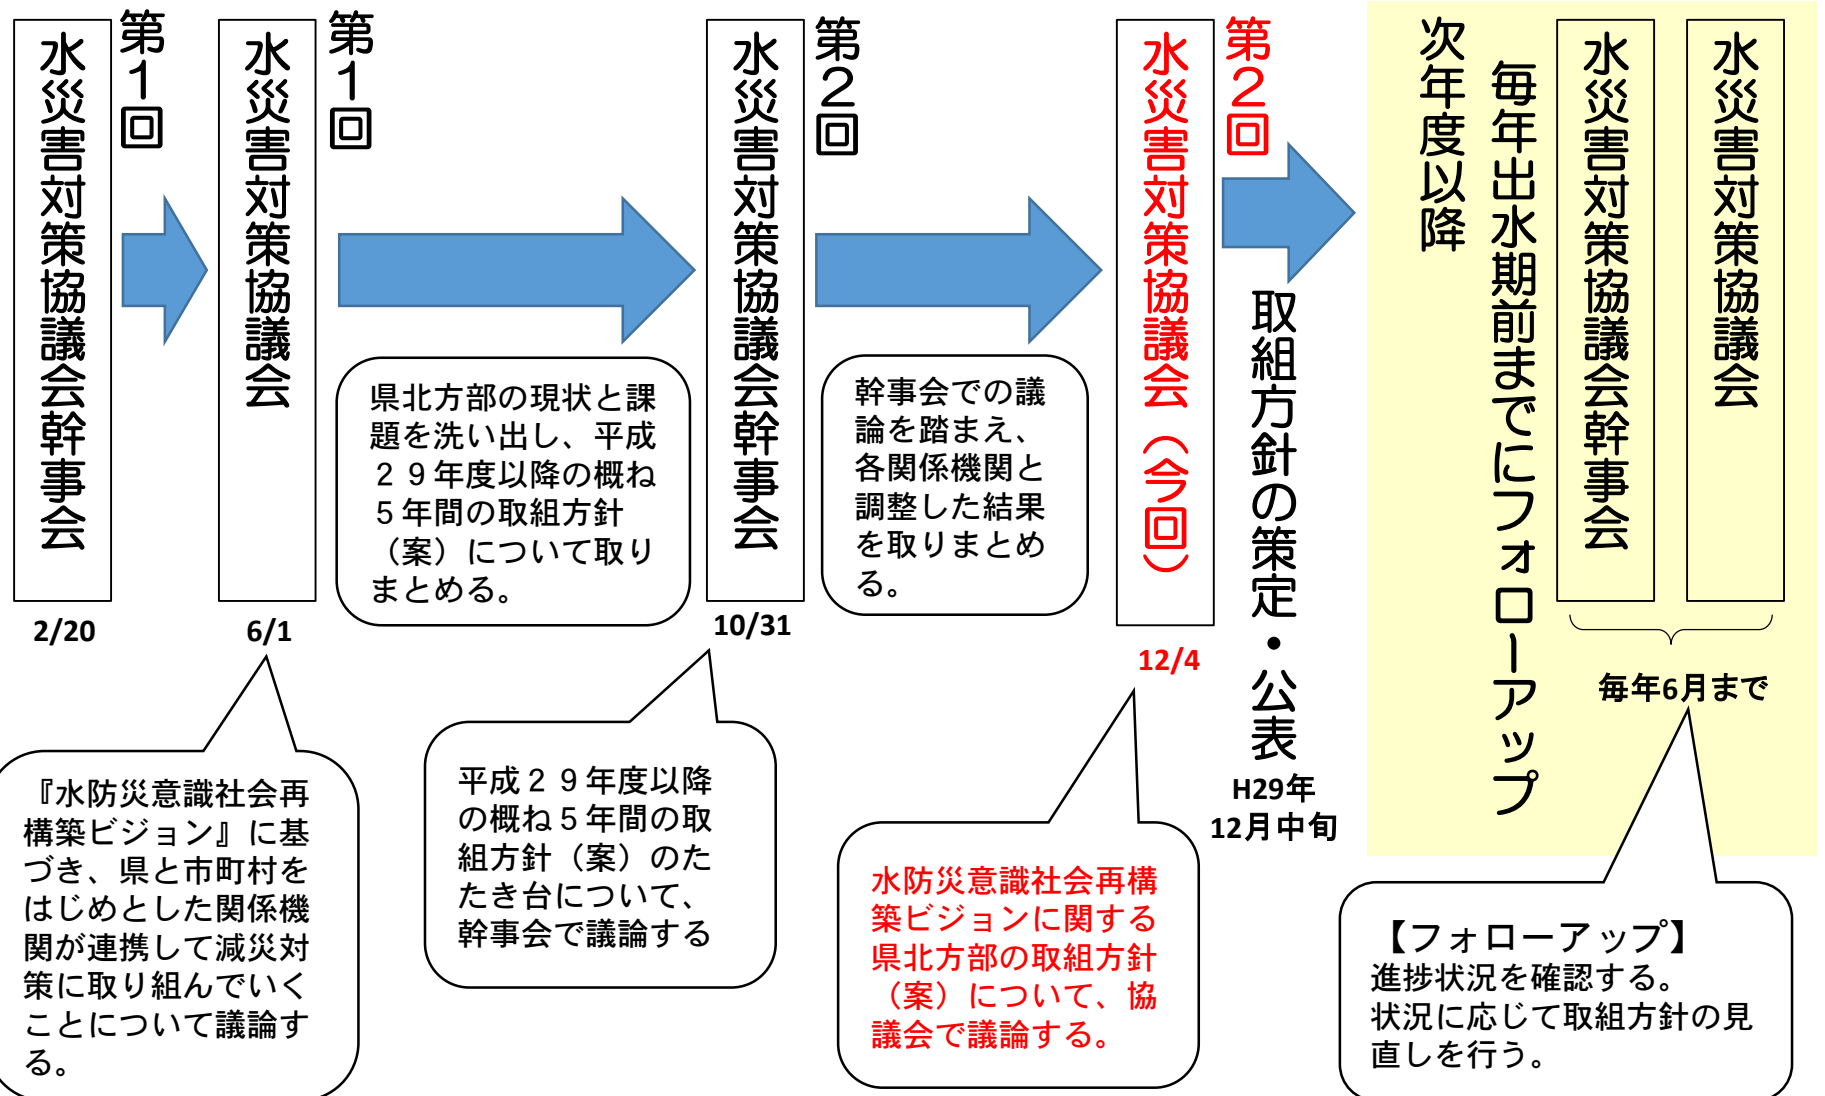 第１回
水災害対策協議会幹事会
2/20
第１回
水災害対策協議会
6/1
『水防災意識社会再
構築ビジョン』に基
づき、県と市町村を
はじめとした関係機
関が連携して減災対
策に取り組んでいく
ことについて議論す
る。
県北方部の現状と課
題を洗い出し、平成
２９年度以降の概ね
５年間の取組方針
（案）について取り
まとめる。
第２回
水災害対策協議会幹事会
10/31
平成２９年度以降
の概ね５年間の取
組方針（案）のた
たき台について、
幹事会で議論する
幹事会での議
論を踏まえ、
各関係機関と
調整した結果
を取りまとめ
る。
第２回
水災害対策協議会（今回）
12/4
水防災意識社会再構
築ビジョンに関する
県北方部の取組方針
（案）について、協
議会で議論する。
取組方針の策定・公表
H29年
12月中旬
次年度以降
毎年出水期前までにフォローアップ
水災害対策協議会幹事会
水災害対策協議会
毎年6月まで
【フォローアップ】
進捗状況を確認する。
状況に応じて取組方針の見
直しを行う。